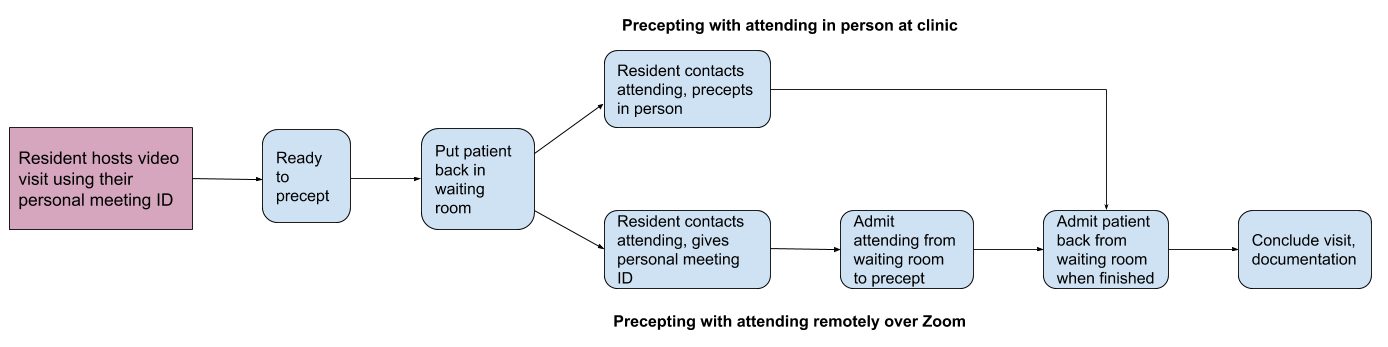 Precepting with attending in person at clinic
Resident contacts
attending, precepts
in person
Resident hosts video
visit using their
personal meeting ID
Ready
to
precept
Put patient
back in
waiting
room
Resident contacts
attending, gives
personal meeting
ID
Admit
attending from
waiting room
to precept
Admit patient
back from
waiting room
when finished
Conclude visit,
documentation
Precepting with attending remotely over Zoom